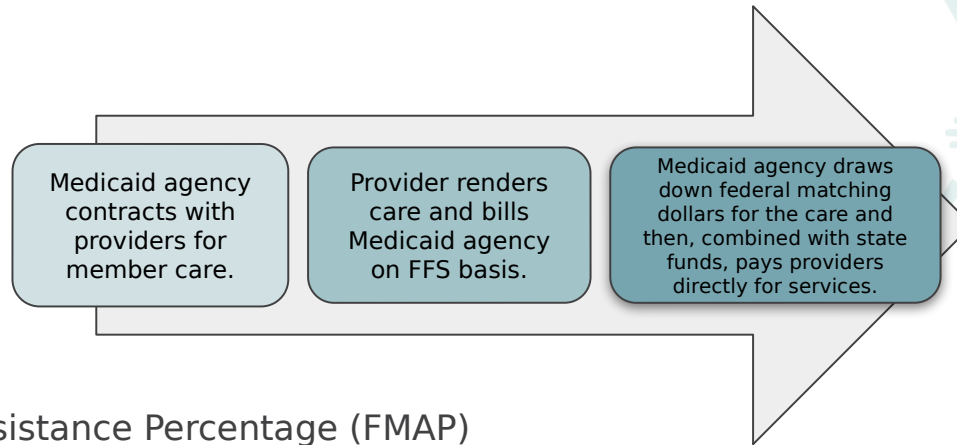 Medicaid agency
contracts with
providers for
member care.
Provider renders
care and bills
Medicaid agency
on FFS basis.
Medicaid agency draws
down federal matching
dollars for the care and
then, combined with state
funds, pays providers
directly for services.
sistance Percentage (FMAP)